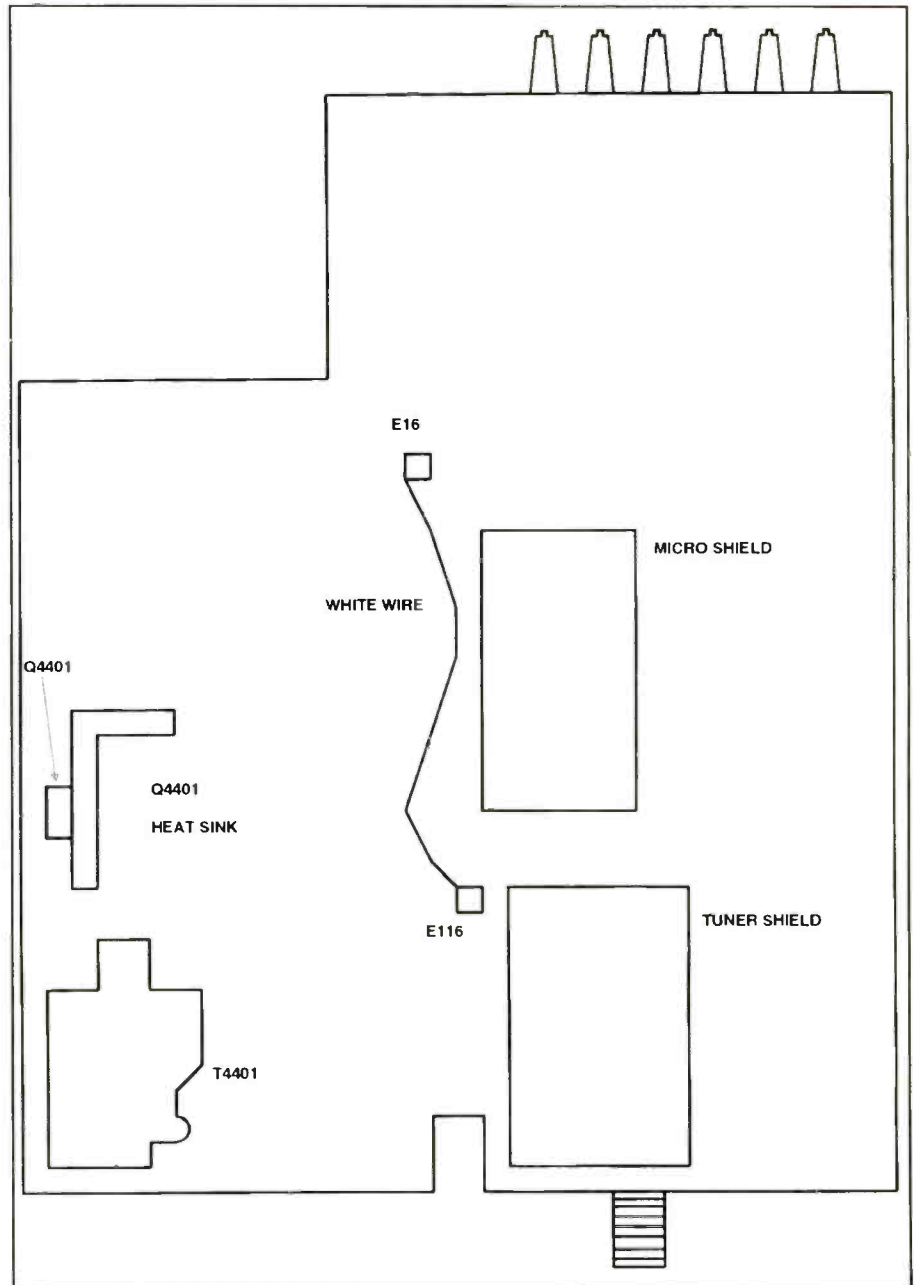 E16
MICRO SHIELD
WHITE WIRE
Q4401
Q4401
HEAT SINK
TUNER SHIELD
E116
T4401